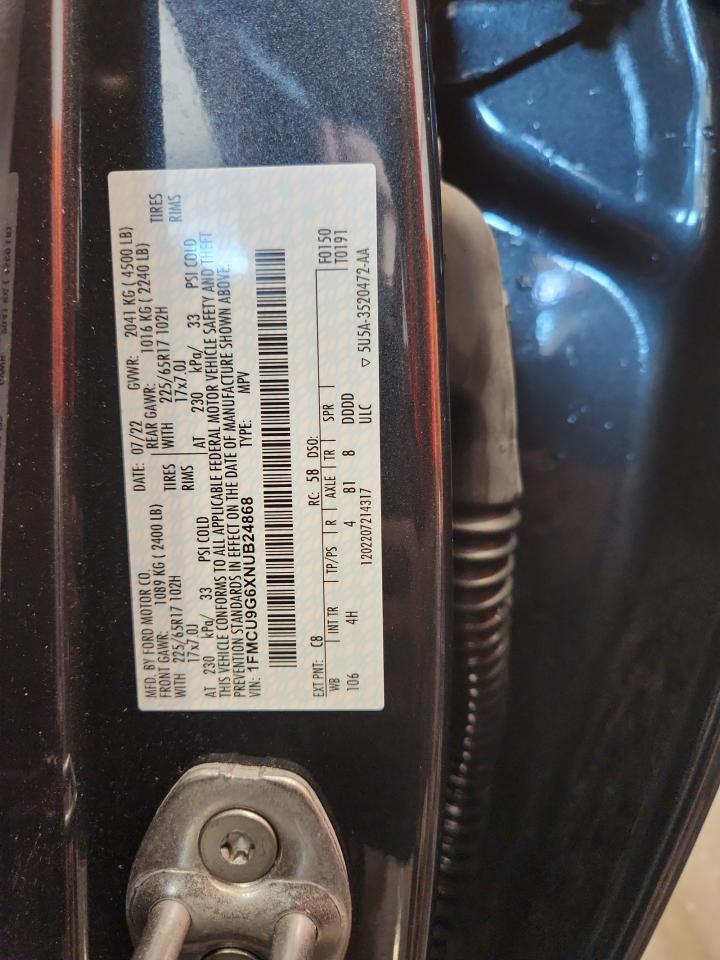 MFD. BY FORD MOTOR CO. DATE: 07/22 GVWR: 2041 KG ( 4500 LB)
FRONT GAWR: 1089 KG ( 2400 LB) REAR GAWR: 1016 KG ( 2240 LB)
WITH 225/65R17 102H TIRES WITH 225/65R17 102H TIRES
17x7.0J RIMS 17x7.0J RIMS
AT 230 kPa/ 33 PSI COLD AT 230 kPa/ 33 PSI COLD
THIS VEHICLE CONFORMS TO ALL APPLICABLE FEDERAL MOTOR VEHICLE SAFETY AND THEFT
PREVENTION STANDARDS IN EFFECT ON THE DATE OF MANUFACTURE SHOWN ABOVE.
VIN: 1FMCU9G6XNUB24868 TYPE: MPV
EXT PNT: C8 RC: 58 DSO: F0150
WB INT TR TP/PS R AXLE TR SPR T0191
106 4H 4 81 8 DDDD
1202207214317 ULC ▽ 5U5A-3520472-AA